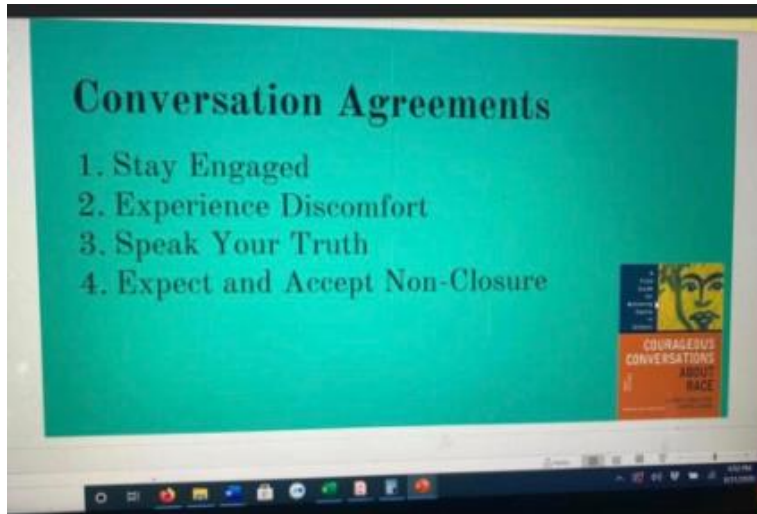 Conversation Agreements
1. Stay Engaged
2. Experience Discomfort
3. Speak Your Truth
4. Expect and Accept Non-Closure
COURAGEOUS
CONVERSATIONS
ABOUT
RACE